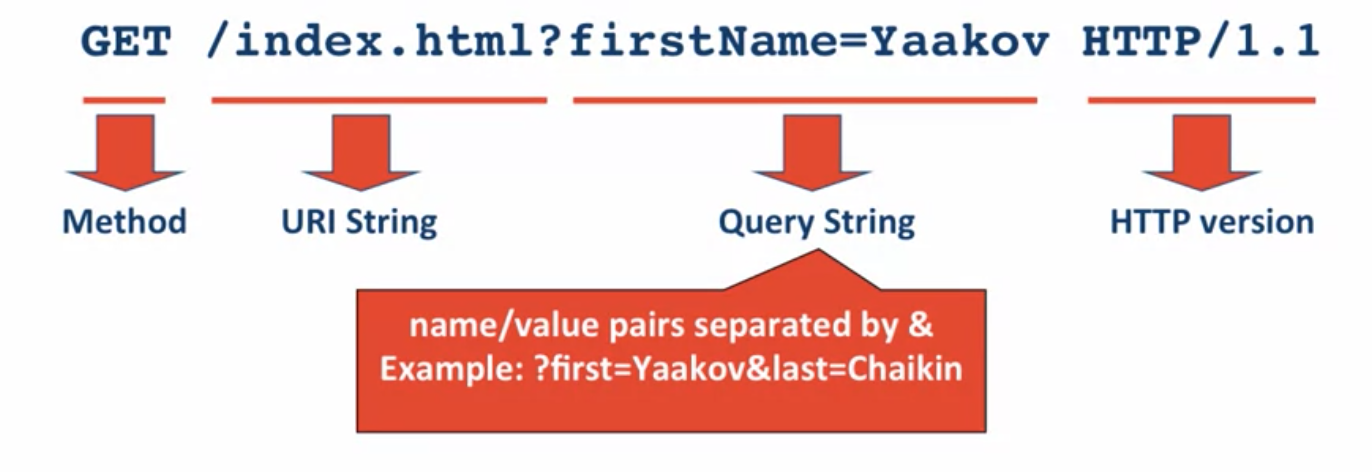 GET /index.html?firstName=Yaakov HTTP/1.1
Method URI String Query String HTTP version
name/value pairs separated by &
Example: ?first=Yaakov&last=Chaikin